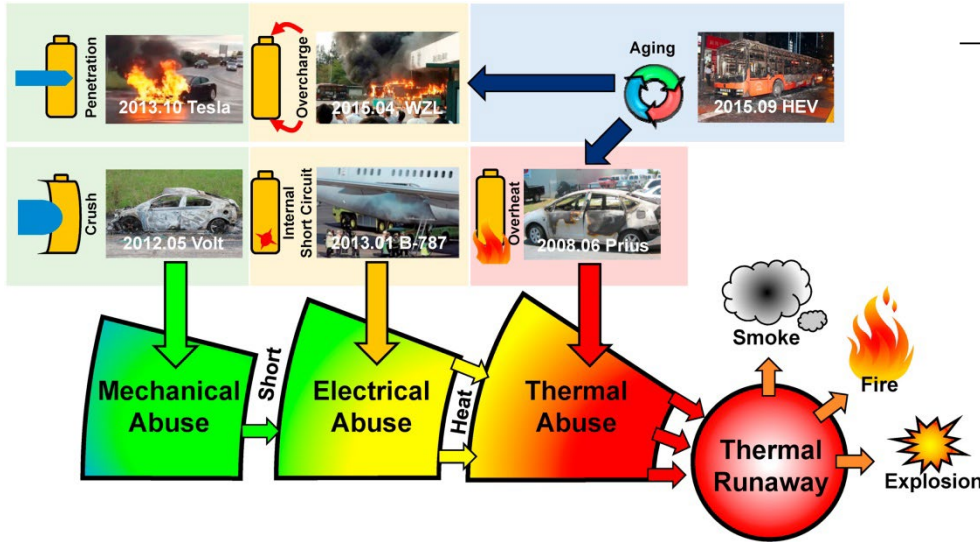 Penetration
2013.10 Tesla
Overcharge
2015.04 WZL
Aging
2015.09 HEV
Crush
2012.05 Volt
Internal
Short Circuit
2013.01 B-787
Overheat
2008.06 Prius
Mechanical
Abuse
Short
Electrical
Abuse
Heat
Thermal
Abuse
Thermal
Runaway
Smoke
Fire
Explosion